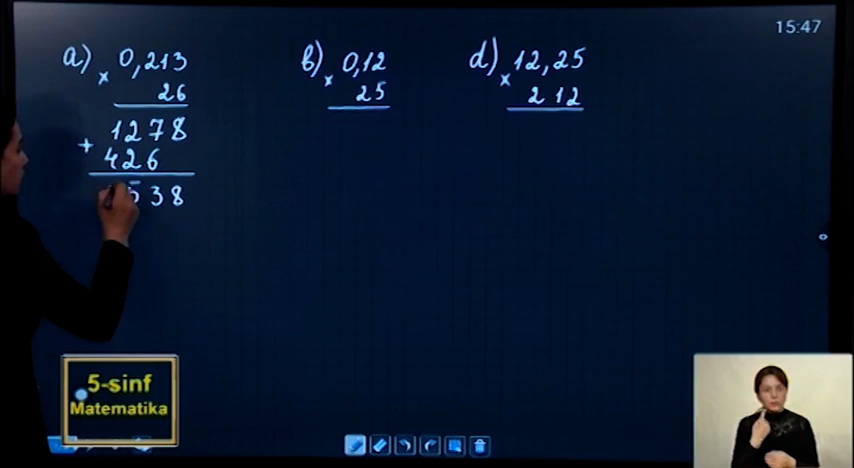 15:47
a) 0,213
× 26
1278
+ 426
538
b) 0,12
× 25
d) 12,25
× 212
5-sinf
Matematika